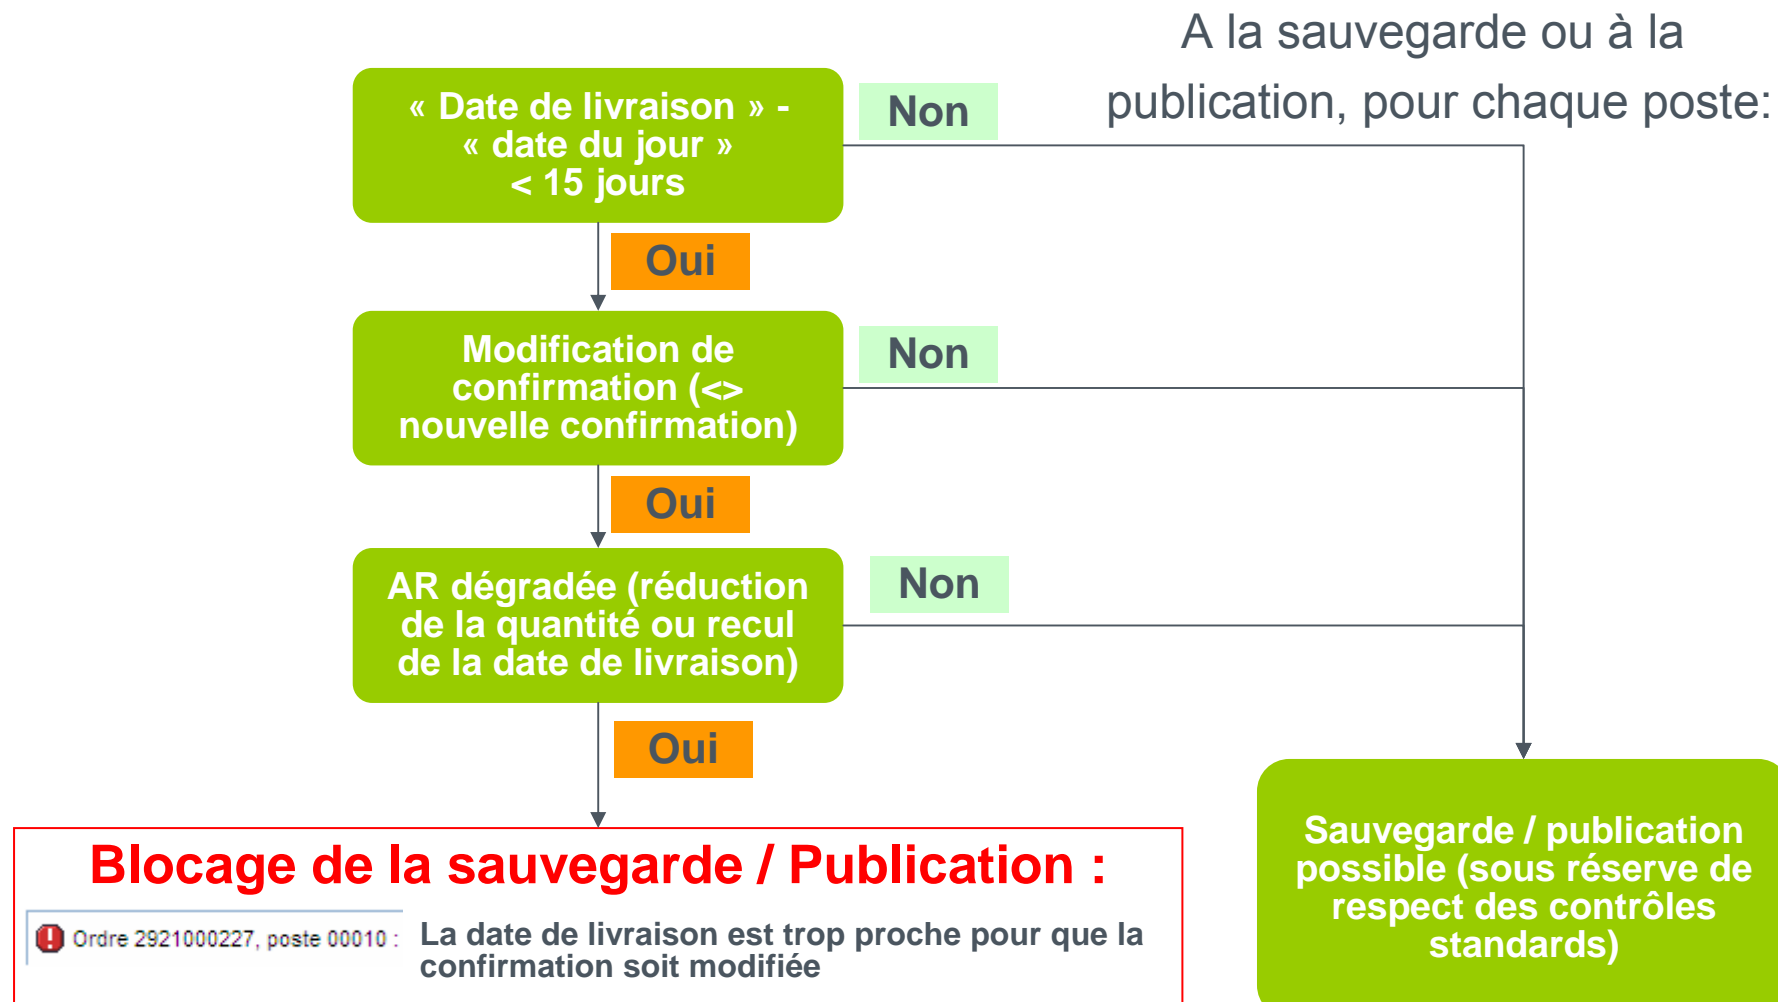 A la sauvegarde ou à la
publication, pour chaque poste:
« Date de livraison » -
« date du jour »
< 15 jours
Non
Oui
Modification de
confirmation (<>
nouvelle confirmation)
Non
Oui
AR dégradée (réduction
de la quantité ou recul
de la date de livraison)
Non
Oui
Blocage de la sauvegarde / Publication :
Ordre 2921000227, poste 00010 :
La date de livraison est trop proche pour que la
confirmation soit modifiée
Sauvegarde / publication
possible (sous réserve de
respect des contrôles
standards)